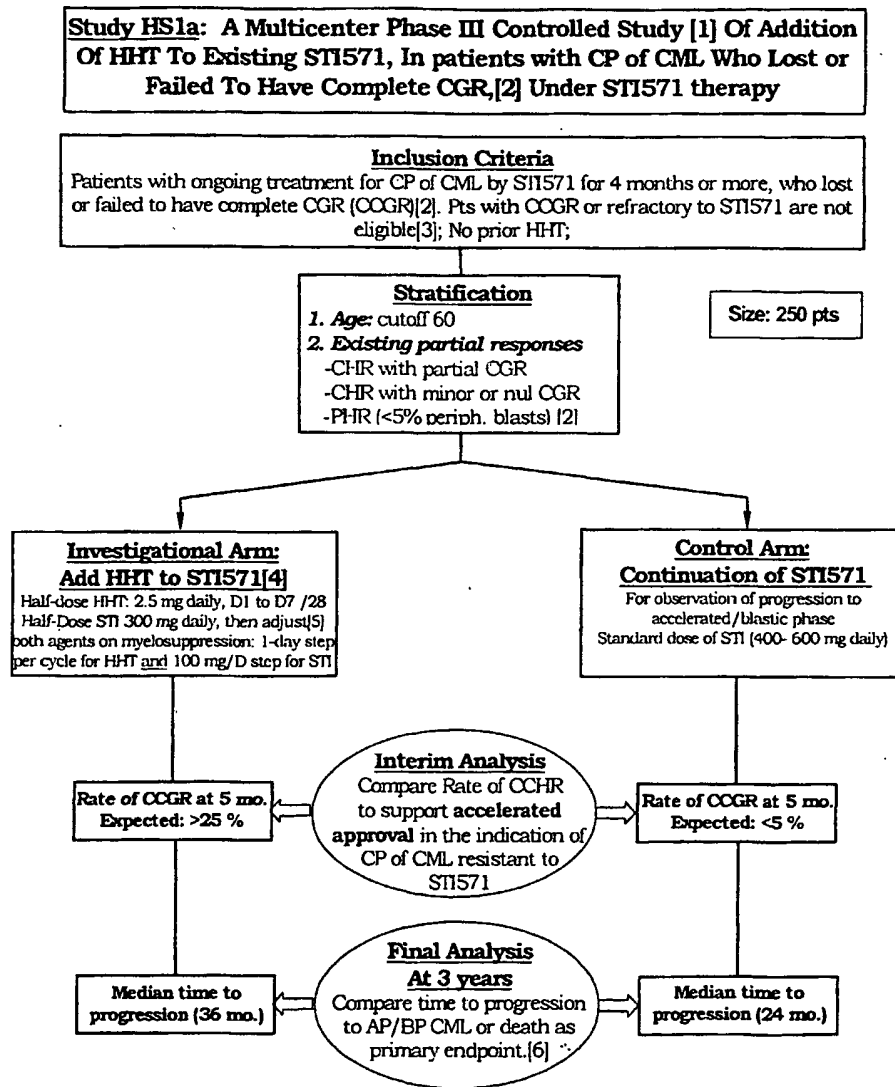 Study HS1a: A Multicenter Phase III Controlled Study [1] Of Addition
Of HHT To Existing STI571, In patients with CP of CML Who Lost or
Failed To Have Complete CGR,[2] Under STI571 therapy
Inclusion Criteria
Patients with ongoing treatment for CP of CML by STI571 for 4 months or more, who lost
or failed to have complete CGR (CCGR)[2]. Pts with CCGR or refractory to STI571 are not
eligible[3]; No prior HHT;
Stratification
1. Age: cutoff 60
2. Existing partial responses
-CHR with partial CGR
-CHR with minor or nul CGR
-PHR (<5% periph. blasts) [2]
Size: 250 pts
Investigational Arm:
Add HHT to STI571[4]
Half-dose HHT: 2.5 mg daily, D1 to D7 /28
Half-Dose STI 300 mg daily, then adjust[5]
both agents on myelosuppression: 1-day step
per cycle for HHT and 100 mg/D step for STI
Control Arm:
Continuation of STI571
For observation of progression to
accelerated/blastic phase
Standard dose of STI (400- 600 mg daily)
Interim Analysis
Compare Rate of CCHR
to support accelerated
approval in the indication of
CP of CML resistant to
STI571
Rate of CCGR at 5 mo.
Expected: >25 %
Rate of CCGR at 5 mo.
Expected: <5 %
Final Analysis
At 3 years
Compare time to progression
to AP/BP CML or death as
primary endpoint.[6]
Median time to
progression (36 mo.)
Median time to
progression (24 mo.)